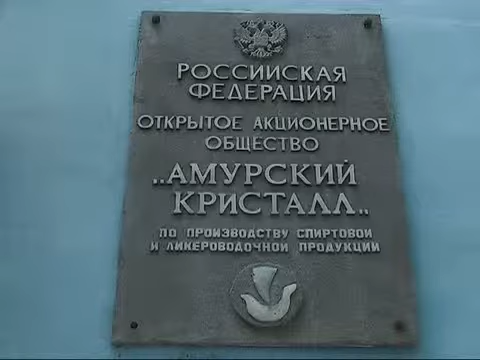 РОССИЙСКАЯ
ФЕДЕРАЦИЯ
ОТКРЫТОЕ АКЦИОНЕРНОЕ
ОБЩЕСТВО
„АМУРСКИЙ
КРИСТАЛЛ„
ПО ПРОИЗВОДСТВУ СПИРТОВОЙ
И ЛИКЕРОВОДОЧНОЙ ПРОДУКЦИИ